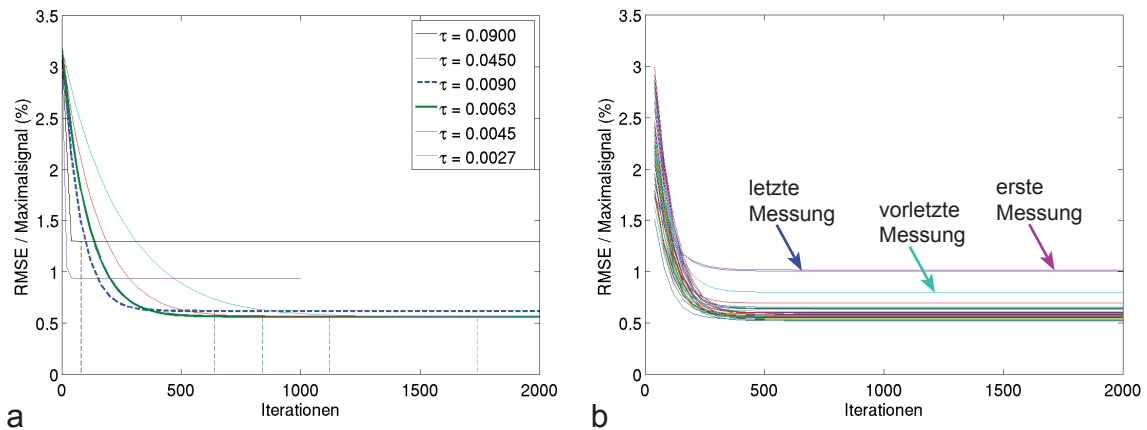 3.5
3
2.5
2
1.5
1
0.5
0
0
500
1000
1500
2000
RMSE / Maximalsignal (%)
Iterationen
τ = 0.0900
τ = 0.0450
τ = 0.0090
τ = 0.0063
τ = 0.0045
τ = 0.0027
a
3.5
3
2.5
2
1.5
1
0.5
0
0
500
1000
1500
2000
RMSE / Maximalsignal (%)
Iterationen
letzte
Messung
vorletzte
Messung
erste
Messung
b